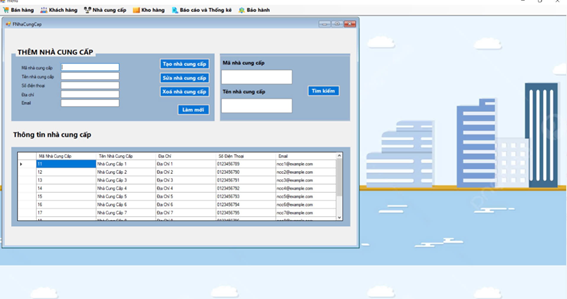 Menu
Bán hàng Khách hàng Nhà cung cấp Kho hàng Báo cáo và Thống kê Bảo hành
FNhaCungCap
THÊM NHÀ CUNG CẤP
Mã nhà cung cấp
Tên nhà cung cấp
Số điện thoại
Địa chỉ
Email
Tạo nhà cung cấp
Sửa nhà cung cấp
Xoá nhà cung cấp
Làm mới
Mã nhà cung cấp
Tên nhà cung cấp
Tìm kiếm
Thông tin nhà cung cấp
Mã Nhà Cung Cấp Tên Nhà Cung Cấp Địa Chỉ Số Điện Thoại Email
11 Nhà Cung Cấp 1 Địa Chỉ 1 0123456789 ncc1@example.com
12 Nhà Cung Cấp 2 Địa Chỉ 2 0123456790 ncc2@example.com
13 Nhà Cung Cấp 3 Địa Chỉ 3 0123456791 ncc3@example.com
14 Nhà Cung Cấp 4 Địa Chỉ 4 0123456792 ncc4@example.com
15 Nhà Cung Cấp 5 Địa Chỉ 5 0123456793 ncc5@example.com
16 Nhà Cung Cấp 6 Địa Chỉ 6 0123456794 ncc6@example.com
17 Nhà Cung Cấp 7 Địa Chỉ 7 0123456795 ncc7@example.com